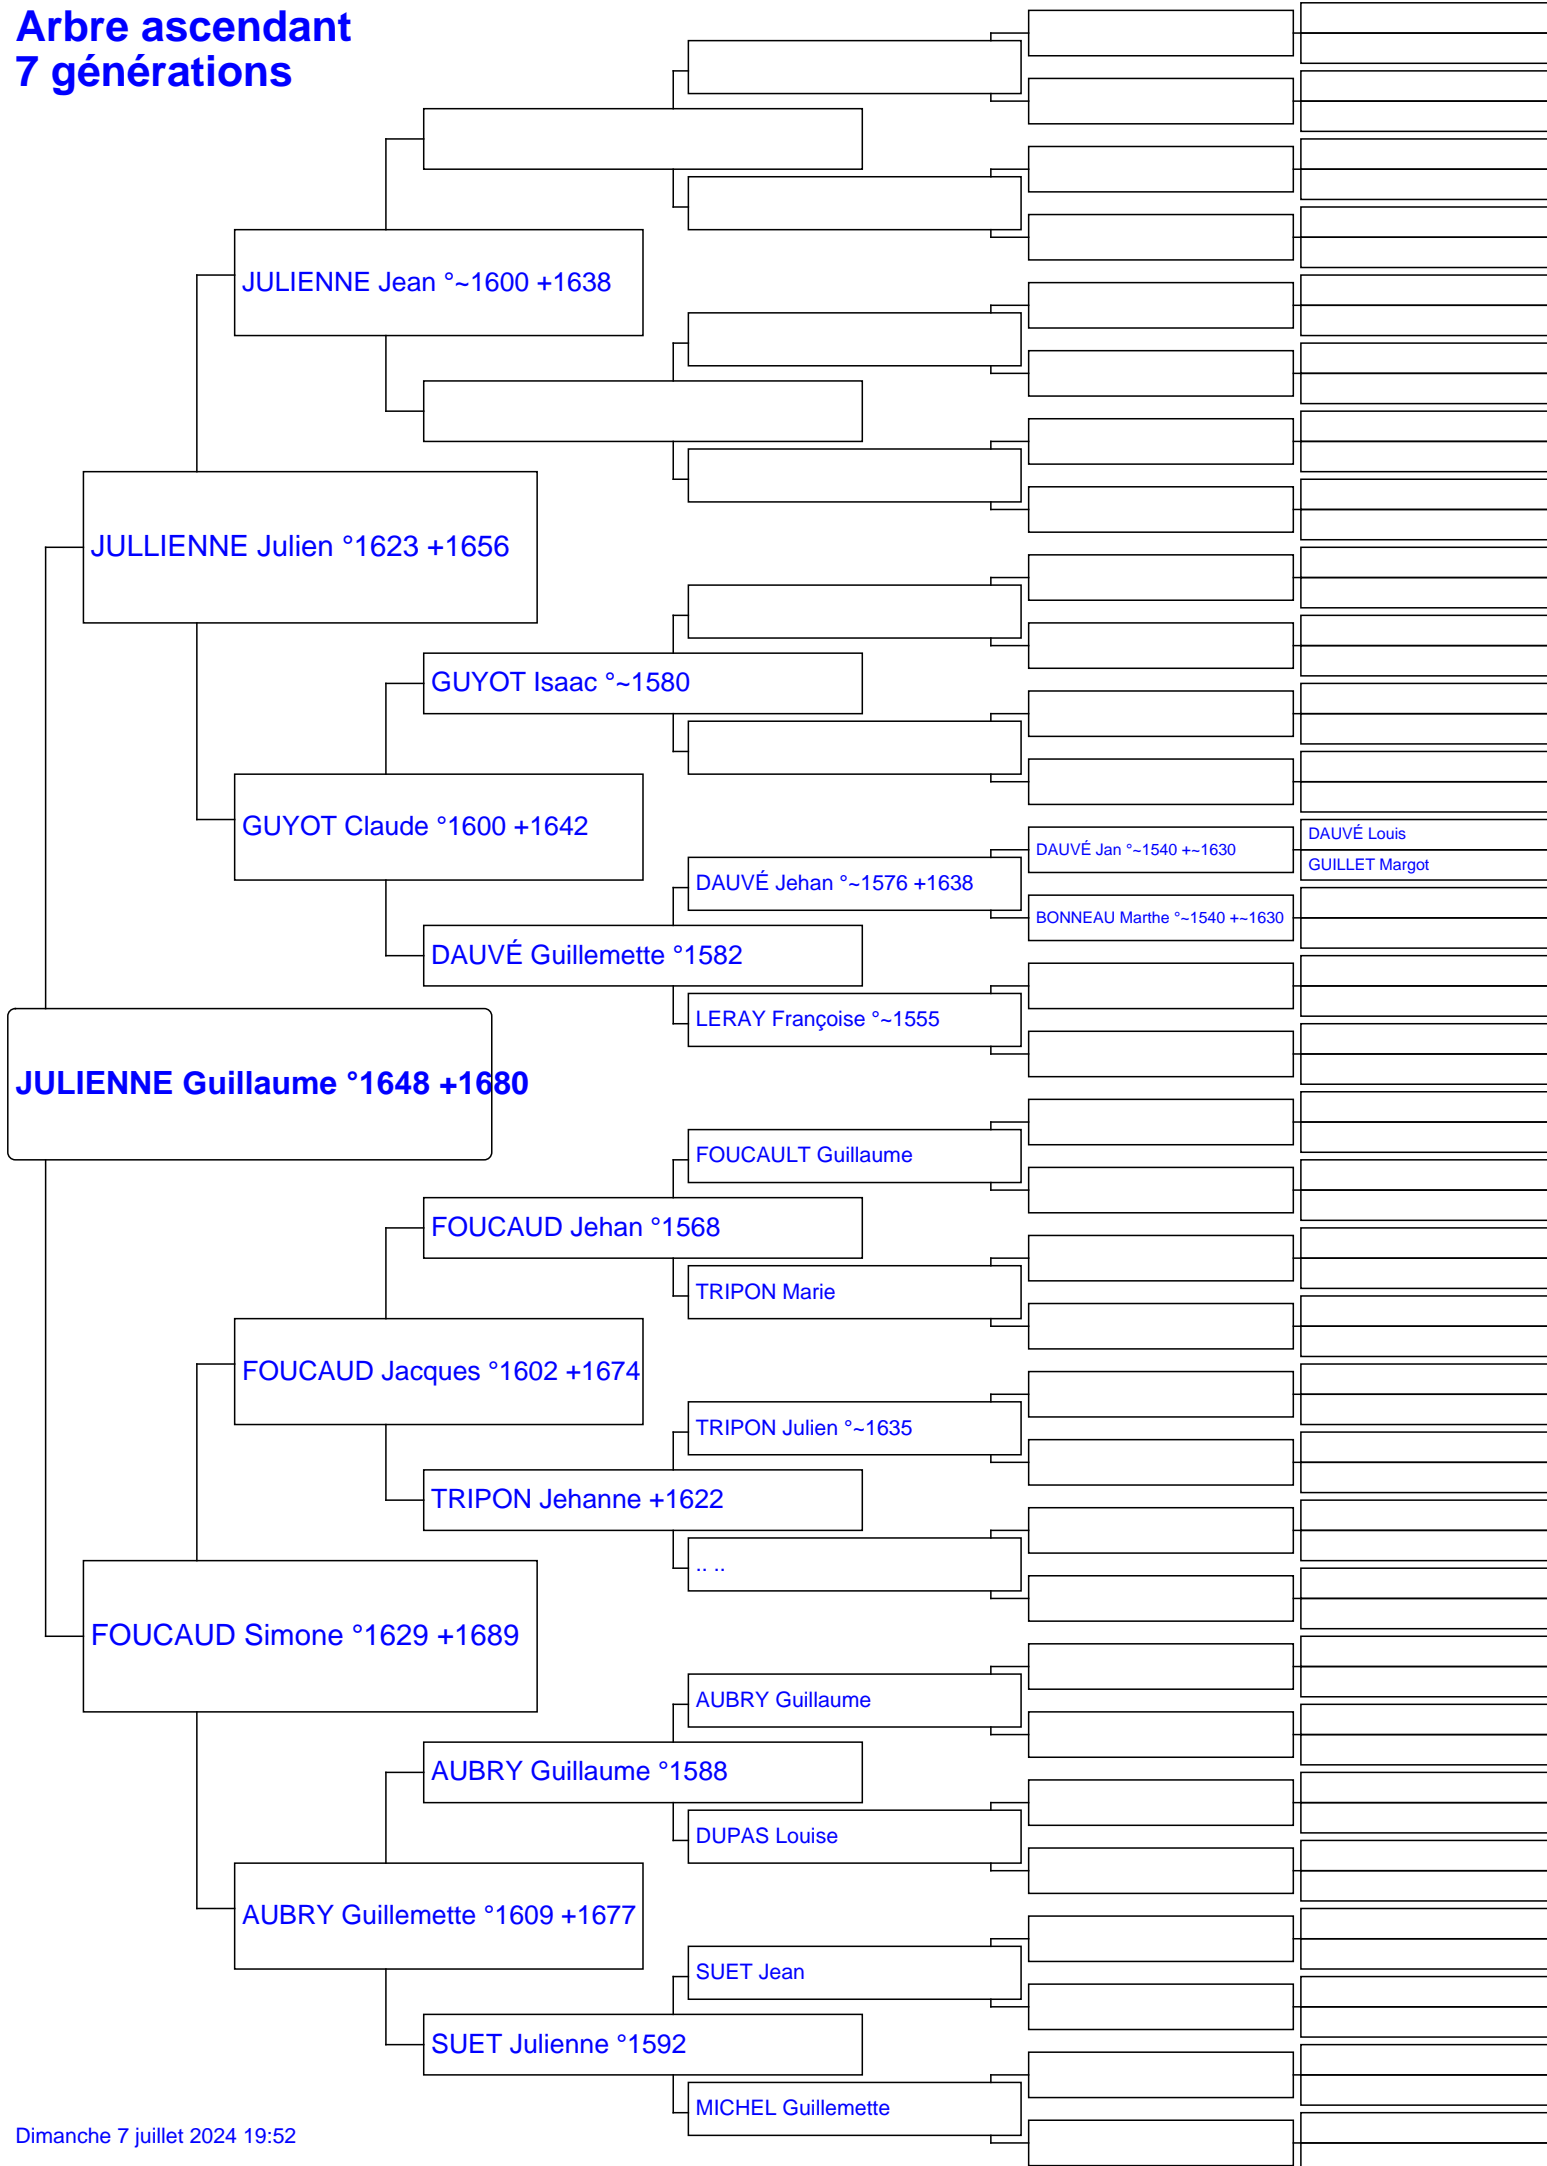 Arbre ascendant
7 générations
JULIENNE Jean °~1600 +1638
JULLIENNE Julien °1623 +1656
GUYOT Isaac °~1580
GUYOT Claude °1600 +1642
DAUVÉ Louis
DAUVÉ Jan °~1540 +~1630
GUILLET Margot
DAUVÉ Jehan °~1576 +1638
BONNEAU Marthe °~1540 +~1630
DAUVÉ Guillemette °1582
LERAY Françoise °~1555
JULIENNE Guillaume °1648 +1680
FOUCAULT Guillaume
FOUCAUD Jehan °1568
TRIPON Marie
FOUCAUD Jacques °1602 +1674
TRIPON Julien °~1635
TRIPON Jehanne +1622
.. ..
FOUCAUD Simone °1629 +1689
AUBRY Guillaume
AUBRY Guillaume °1588
DUPAS Louise
AUBRY Guillemette °1609 +1677
SUET Jean
SUET Julienne °1592
MICHEL Guillemette
Dimanche 7 juillet 2024 19:52